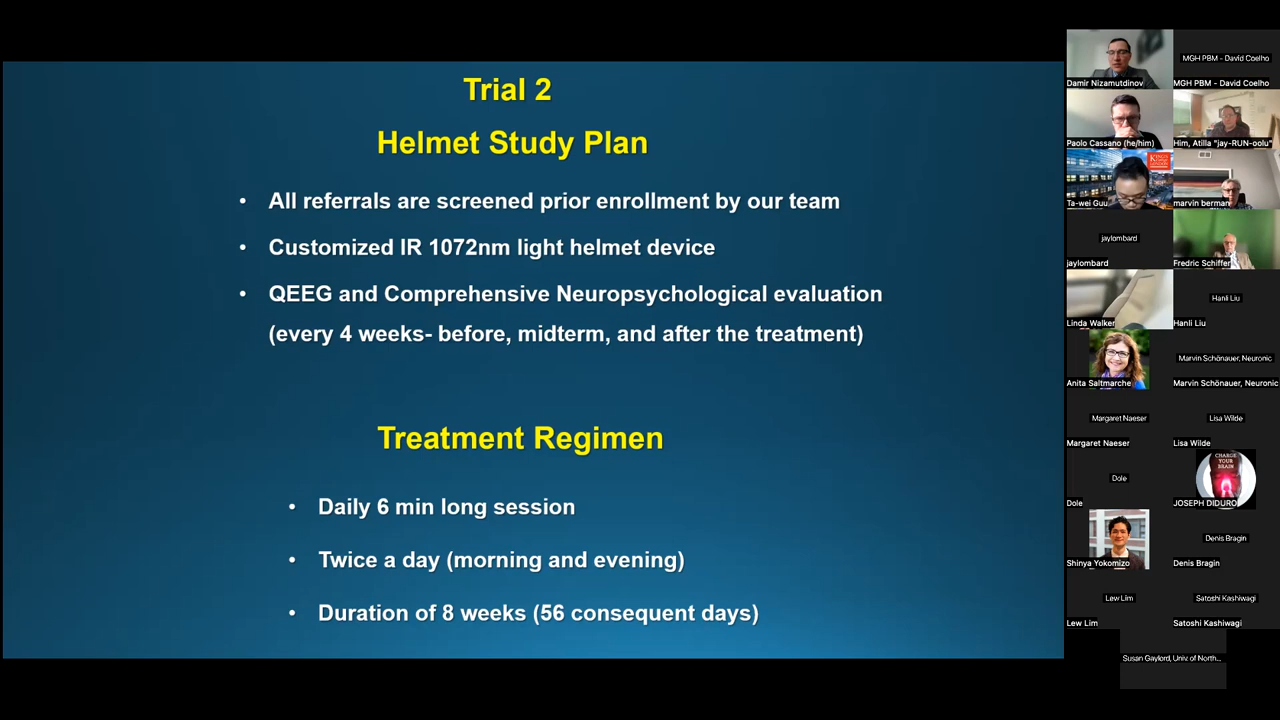 Trial 2
Helmet Study Plan
• All referrals are screened prior enrollment by our team
• Customized IR 1072nm light helmet device
• QEEG and Comprehensive Neuropsychological evaluation
(every 4 weeks- before, midterm, and after the treatment)
Treatment Regimen
• Daily 6 min long session
• Twice a day (morning and evening)
• Duration of 8 weeks (56 consequent days)
Damir Nizamutdinov
MGH PBM - David Coelho
MGH PBM - David Coelho
Paolo Cassano (he/him)
Him, Atilla "jay-RUN-oolu"
KING'S
College
LONDON
Ta-wei Guu
marvin berman
jaylombard
jaylombard
Fredric Schiffer
Linda Walker
Hanli Liu
Hanli Liu
Anita Saltmarche
Marvin Schönauer, Neuronic
Marvin Schönauer, Neuronic
Margaret Naeser
Margaret Naeser
Lisa Wilde
Lisa Wilde
Dole
Dole
CHARGE
YOUR
BRAIN
JOSEPH DIDURO
Shinya Yokomizo
Denis Bragin
Denis Bragin
Lew Lim
Lew Lim
Satoshi Kashiwagi
Satoshi Kashiwagi
Susan Gaylord, Univ of North...